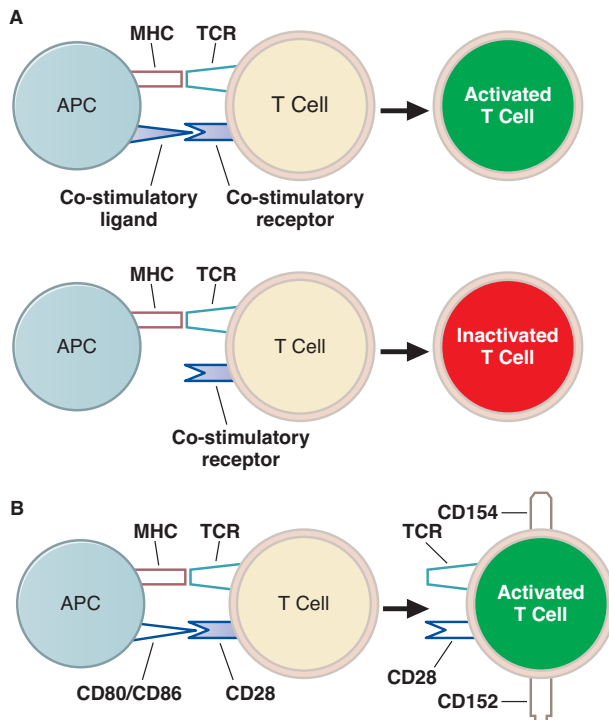 A
MHC TCR
APC
T Cell
Activated
T Cell
Co-stimulatory
ligand
Co-stimulatory
receptor
MHC TCR
APC
T Cell
Inactivated
T Cell
Co-stimulatory
receptor
B
MHC TCR
APC
T Cell
CD80/CD86
CD28
CD154
TCR
Activated
T Cell
CD28
CD152